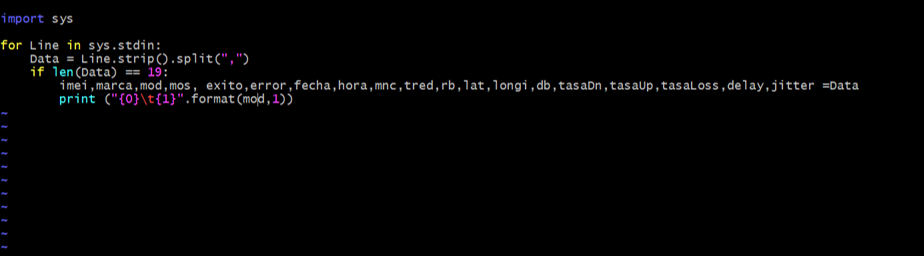 import sys
for Line in sys.stdin:
    Data = Line.strip().split(",")
    if len(Data) == 19:
        imei,marca,mod,mos, exito,error,fecha,hora,mnc,tred,rb,lat,longi,db,tasaDn,tasaUp,tasaLoss,delay,jitter =Data
        print ("{0}\t{1}".format(mod,1))
~
~
~
~
~
~
~
~
~
~
~